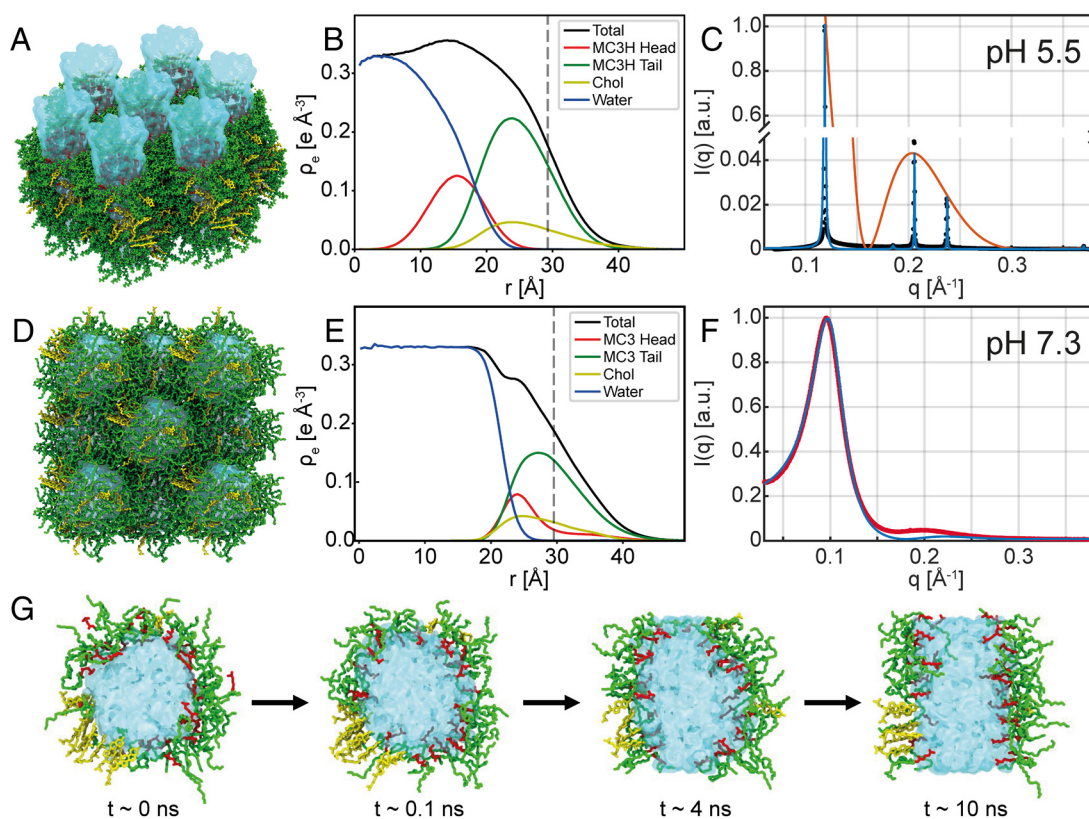 A
B
C
Total
MC3H Head
MC3H Tail
Chol
Water
ρe [e Å-3]
0.3
0.2
0.1
0.0
0 10 20 30 40
r [Å]
pH 5.5
I(q) [a.u.]
1.0
0.8
0.6
0.04
0.02
0
0.1 0.2 0.3
q [Å-1]
D
E
F
Total
MC3 Head
MC3 Tail
Chol
Water
ρe [e Å-3]
0.3
0.2
0.1
0.0
0 10 20 30 40
r [Å]
pH 7.3
I(q) [a.u.]
1.0
0.8
0.6
0.4
0.2
0
0.1 0.2 0.3
q [Å-1]
G
t ~ 0 ns
t ~ 0.1 ns
t ~ 4 ns
t ~ 10 ns